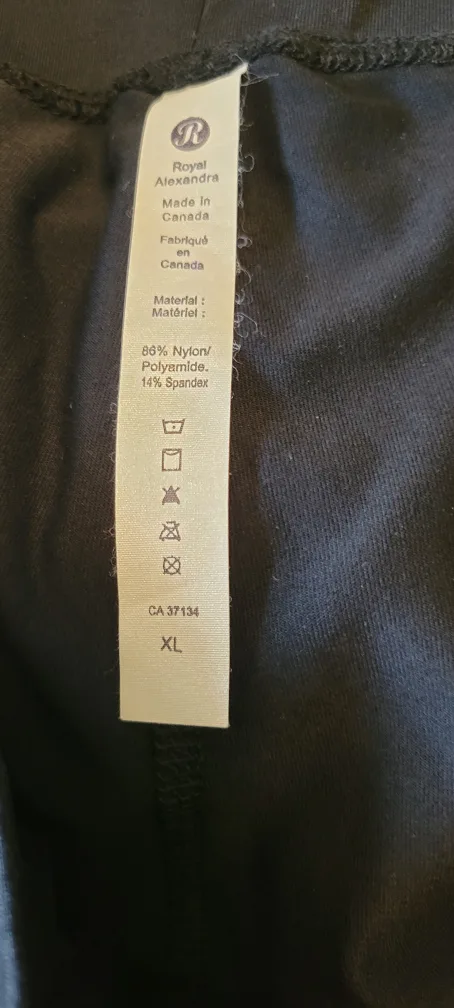 R
Royal
Alexandra
Made in
Canada
Fabriqué
en
Canada
Material :
Matériel :
86% Nylon/
Polyamide.
14% Spandex
CA 37134
XL